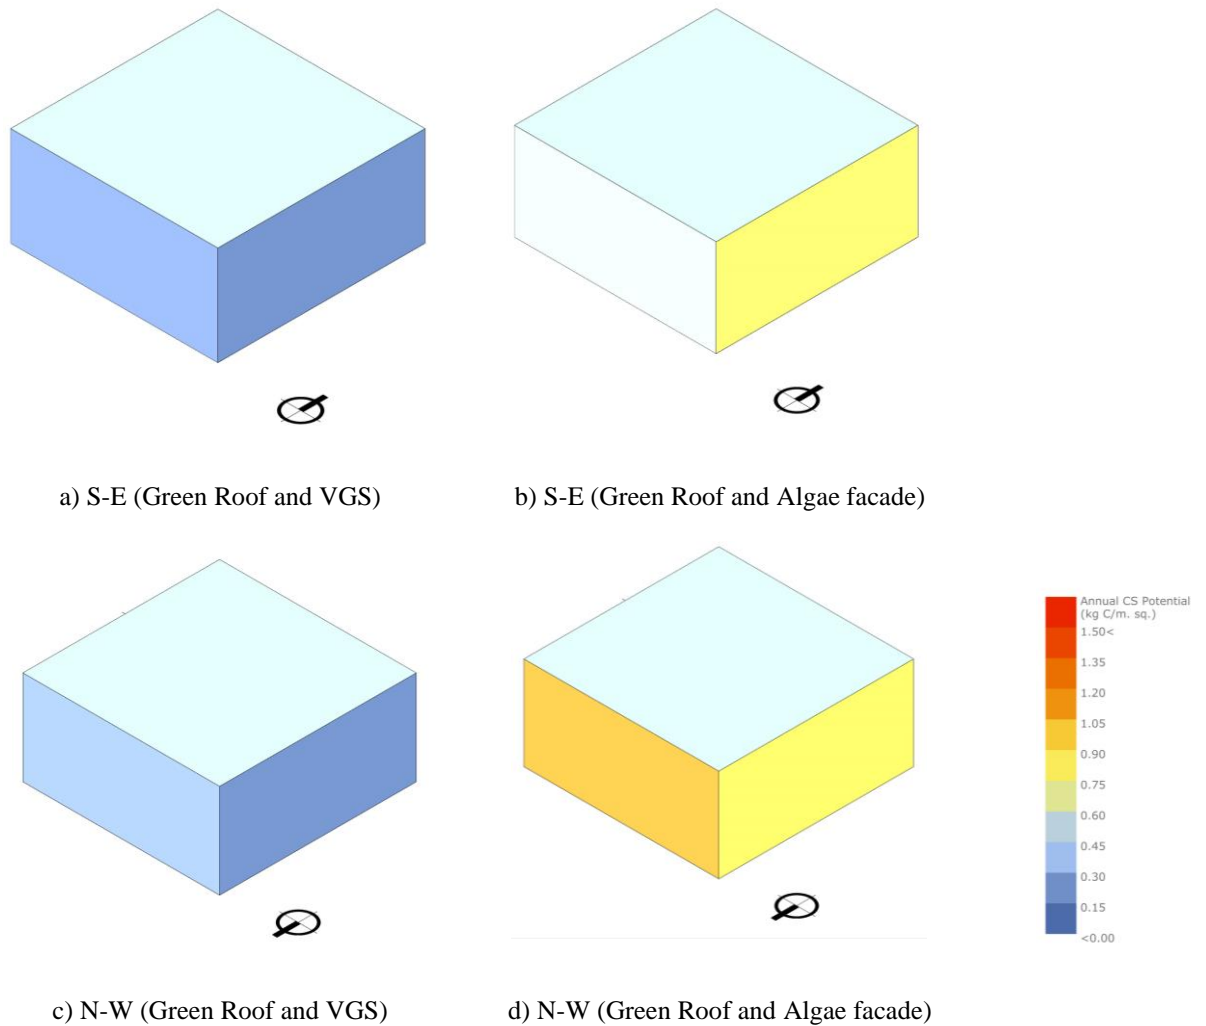 a) S-E (Green Roof and VGS)
b) S-E (Green Roof and Algae facade)
Annual CS Potential
(kg C/m. sq.)
1.50<
1.35
1.20
1.05
0.90
0.75
0.60
0.45
0.30
0.15
<0.00
c) N-W (Green Roof and VGS)
d) N-W (Green Roof and Algae facade)